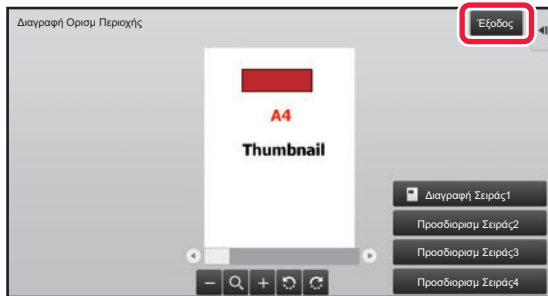 Διαγραφή Ορισμ Περιοχής
Έξοδος
A4
Thumbnail
Διαγραφή Σειράς1
Προσδιορισμ Σειράς2
Προσδιορισμ Σειράς3
Προσδιορισμ Σειράς4